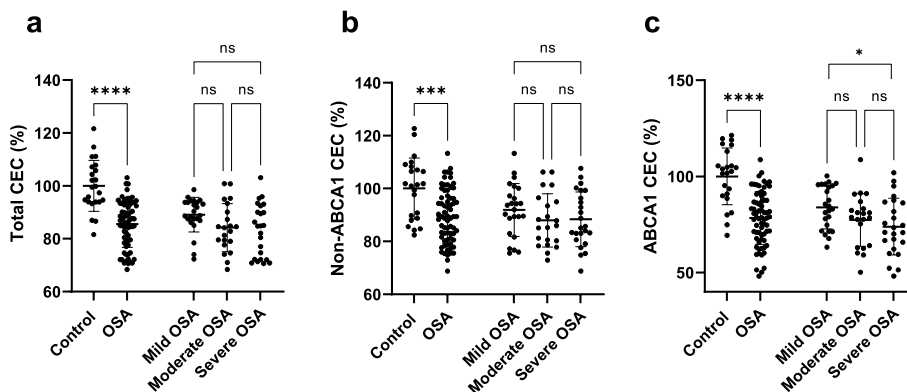 a
Total CEC (%)
140
120
100
80
60
****
ns
ns
ns
Control
OSA
Mild OSA
Moderate OSA
Severe OSA
b
Non-ABCA1 CEC (%)
140
120
100
80
60
***
ns
ns
ns
Control
OSA
Mild OSA
Moderate OSA
Severe OSA
c
ABCA1 CEC (%)
150
100
50
****
*
ns
ns
Control
OSA
Mild OSA
Moderate OSA
Severe OSA